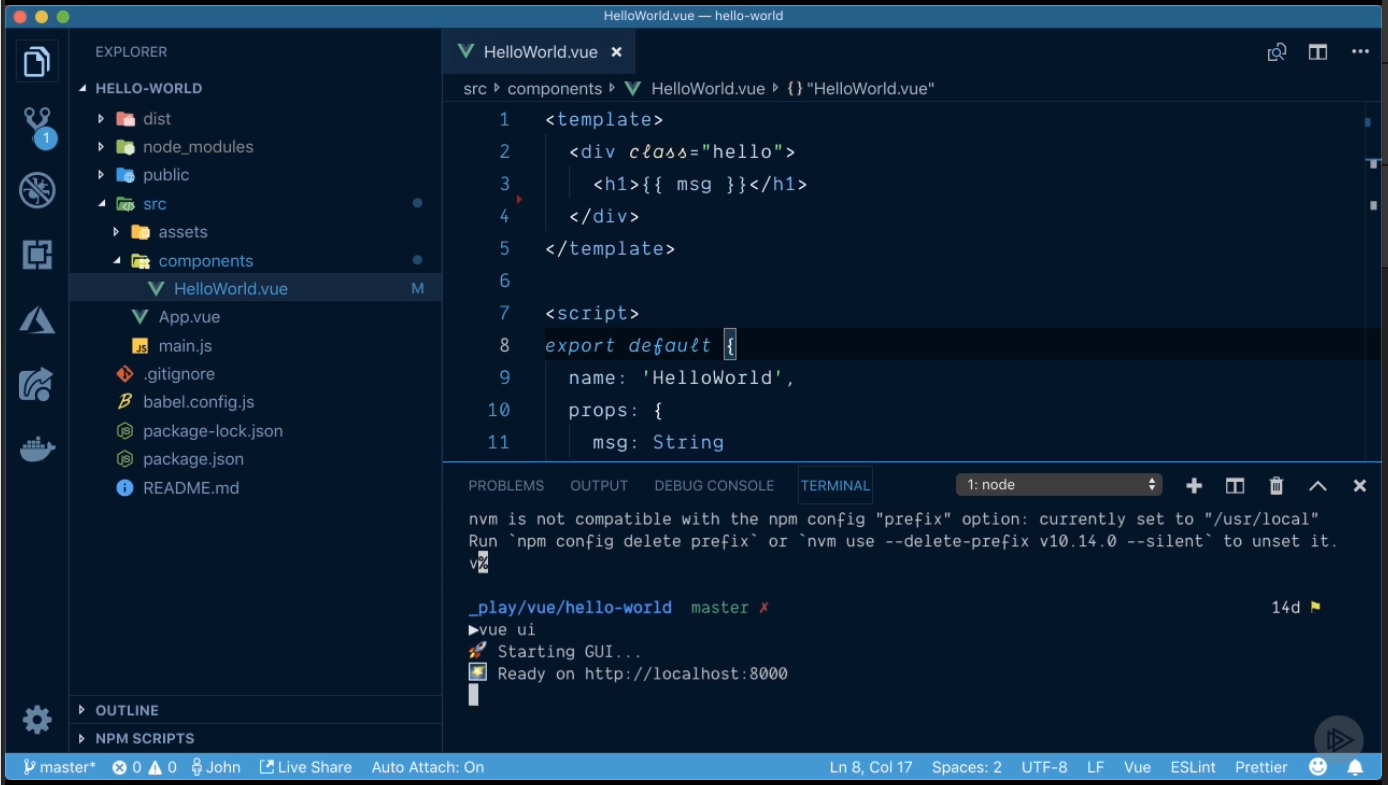 HelloWorld.vue — hello-world
EXPLORER
HELLO-WORLD
dist
node_modules
public
src
assets
components
HelloWorld.vue M
App.vue
JS main.js
.gitignore
babel.config.js
package-lock.json
package.json
README.md
OUTLINE
NPM SCRIPTS
1
HelloWorld.vue ×
src components HelloWorld.vue {} "HelloWorld.vue"
1 <template>
2 <div class="hello">
3 <h1>{{ msg }}</h1>
4 </div>
5 </template>
6
7 <script>
8 export default {
9 name: 'HelloWorld',
10 props: {
11 msg: String
PROBLEMS OUTPUT DEBUG CONSOLE TERMINAL 1: node
nvm is not compatible with the npm config "prefix" option: currently set to "/usr/local"
Run `npm config delete prefix` or `nvm use --delete-prefix v10.14.0 --silent` to unset it.
v%
_play/vue/hello-world master ✗ 14d
▶vue ui
🚀 Starting GUI...
Ready on http://localhost:8000
master* 0 0 John Live Share Auto Attach: On Ln 8, Col 17 Spaces: 2 UTF-8 LF Vue ESLint Prettier